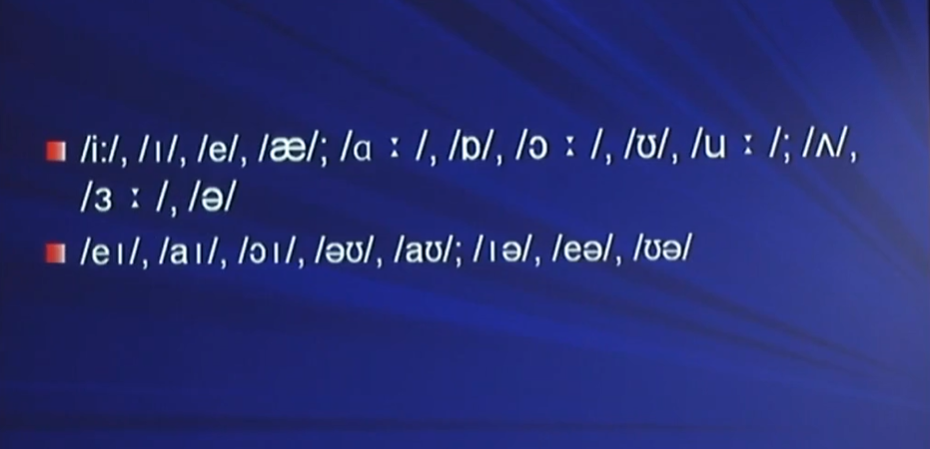 /i:/, /ɪ/, /e/, /æ/; /ɑ ː /, /ɒ/, /ɔ ː /, /ʊ/, /u ː /; /ʌ/,
/ɜ ː /, /ə/
/eɪ/, /aɪ/, /ɔɪ/, /əʊ/, /aʊ/; /ɪə/, /eə/, /ʊə/